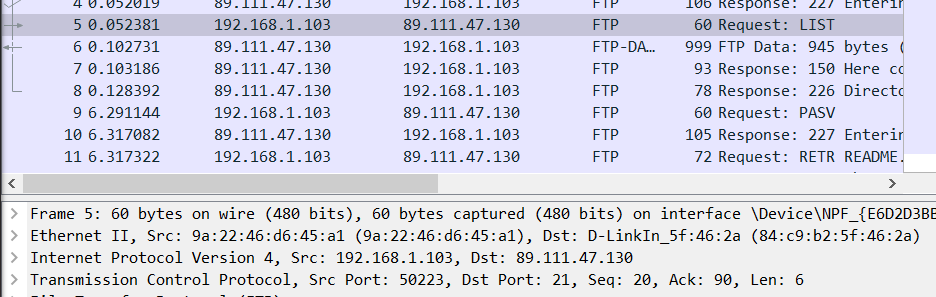 4 0.052019 89.111.47.130 192.168.1.103 FTP 106 Response: 227 Enterin
5 0.052381 192.168.1.103 89.111.47.130 FTP 60 Request: LIST
6 0.102731 89.111.47.130 192.168.1.103 FTP-DA… 999 FTP Data: 945 bytes (
7 0.103186 89.111.47.130 192.168.1.103 FTP 93 Response: 150 Here co
8 0.128392 89.111.47.130 192.168.1.103 FTP 78 Response: 226 Directo
9 6.291144 192.168.1.103 89.111.47.130 FTP 60 Request: PASV
10 6.317082 89.111.47.130 192.168.1.103 FTP 105 Response: 227 Enterin
11 6.317322 192.168.1.103 89.111.47.130 FTP 72 Request: RETR README.
Frame 5: 60 bytes on wire (480 bits), 60 bytes captured (480 bits) on interface \Device\NPF_{E6D2D3BE
Ethernet II, Src: 9a:22:46:d6:45:a1 (9a:22:46:d6:45:a1), Dst: D-LinkIn_5f:46:2a (84:c9:b2:5f:46:2a)
Internet Protocol Version 4, Src: 192.168.1.103, Dst: 89.111.47.130
Transmission Control Protocol, Src Port: 50223, Dst Port: 21, Seq: 20, Ack: 90, Len: 6